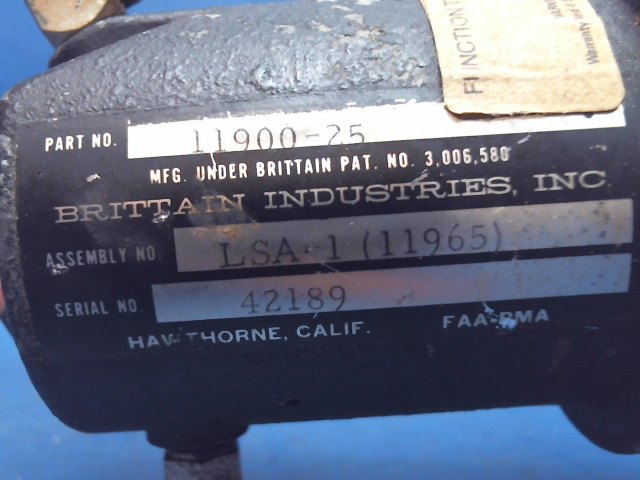 FUNCTION
Warranty
PART NO. 11900-25
MFG. UNDER BRITTAIN PAT. NO. 3,006,580
BRITTAIN INDUSTRIES, INC
ASSEMBLY NO LSA-1 (11965)
SERIAL NO. 42189
HAWTHORNE, CALIF. FAA-PMA